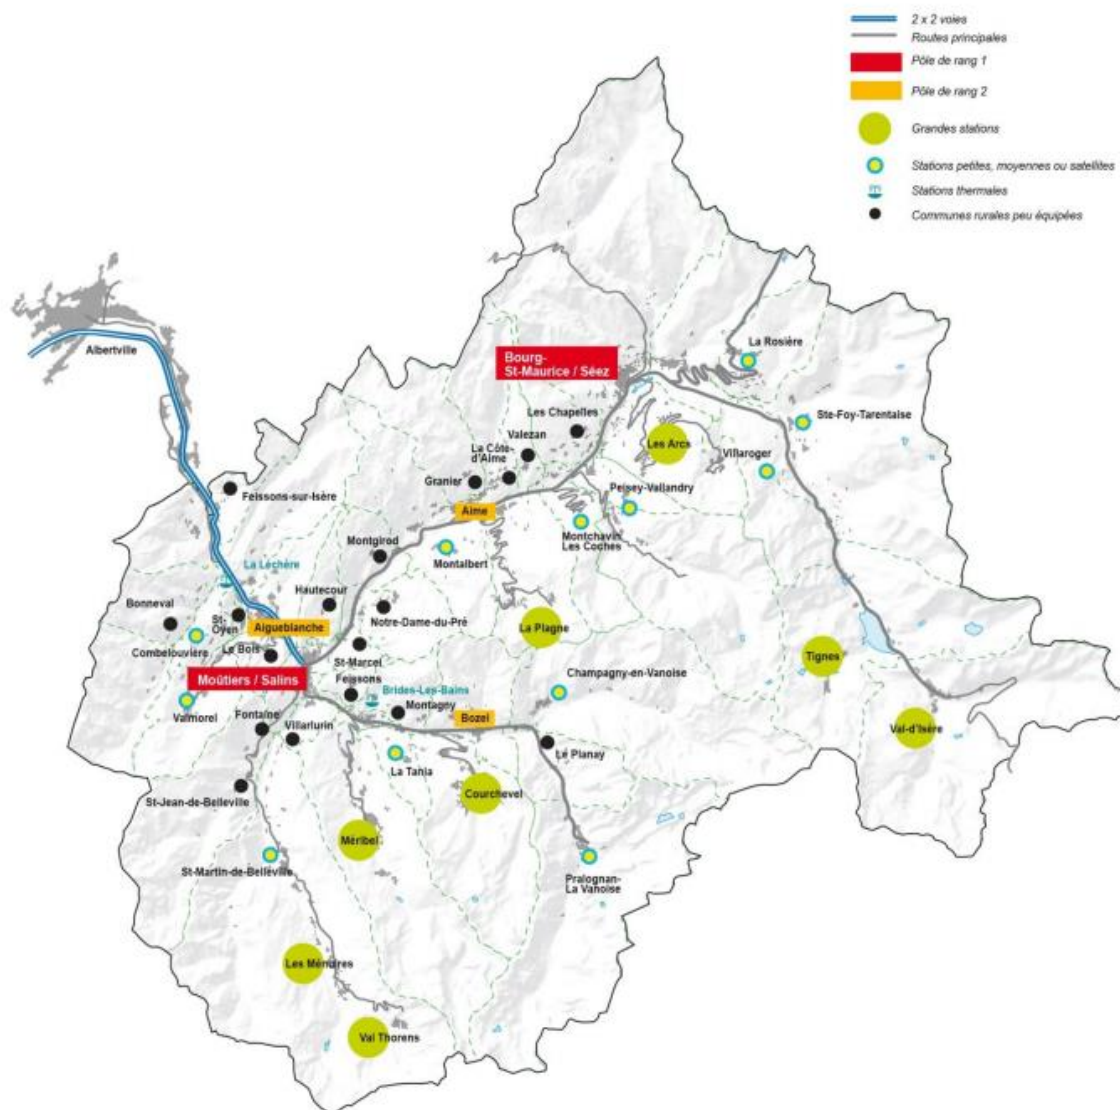 2 x 2 voies
Routes principales
Pôle de rang 1
Pôle de rang 2
Grandes stations
Stations petites, moyennes ou satellites
Stations thermales
Communes rurales peu équipées
Albertville
La Rosière
Bourg-
St-Maurice / Séez
Les Chapelles
Ste-Foy-Tarentaise
Valezan
Les Arcs
La Côte-
d'Aime
Villaroger
Granier
Peisey-Vallandry
Feissons-sur-Isère
Aime
Montchavin
Les Coches
Montgirod
Montalbert
La Léchère
Hautecour
Bonneval
St-
Oyen
Notre-Dame-du-Pré
Aigueblanche
La Plagne
Combelouvière
Le Bois
Tignes
St-Marcel
Champagny-en-Vanoise
Moûtiers / Salins
Feissons
Brides-Les-Bains
Valmorel
Montagny
Fontaine
Bozel
Villarlurin
Val-d'Isère
Le Planay
La Tania
St-Jean-de-Belleville
Courchevel
Méribel
St-Martin-de-Belleville
Pralognan-
La Vanoise
Les Ménuires
Val Thorens